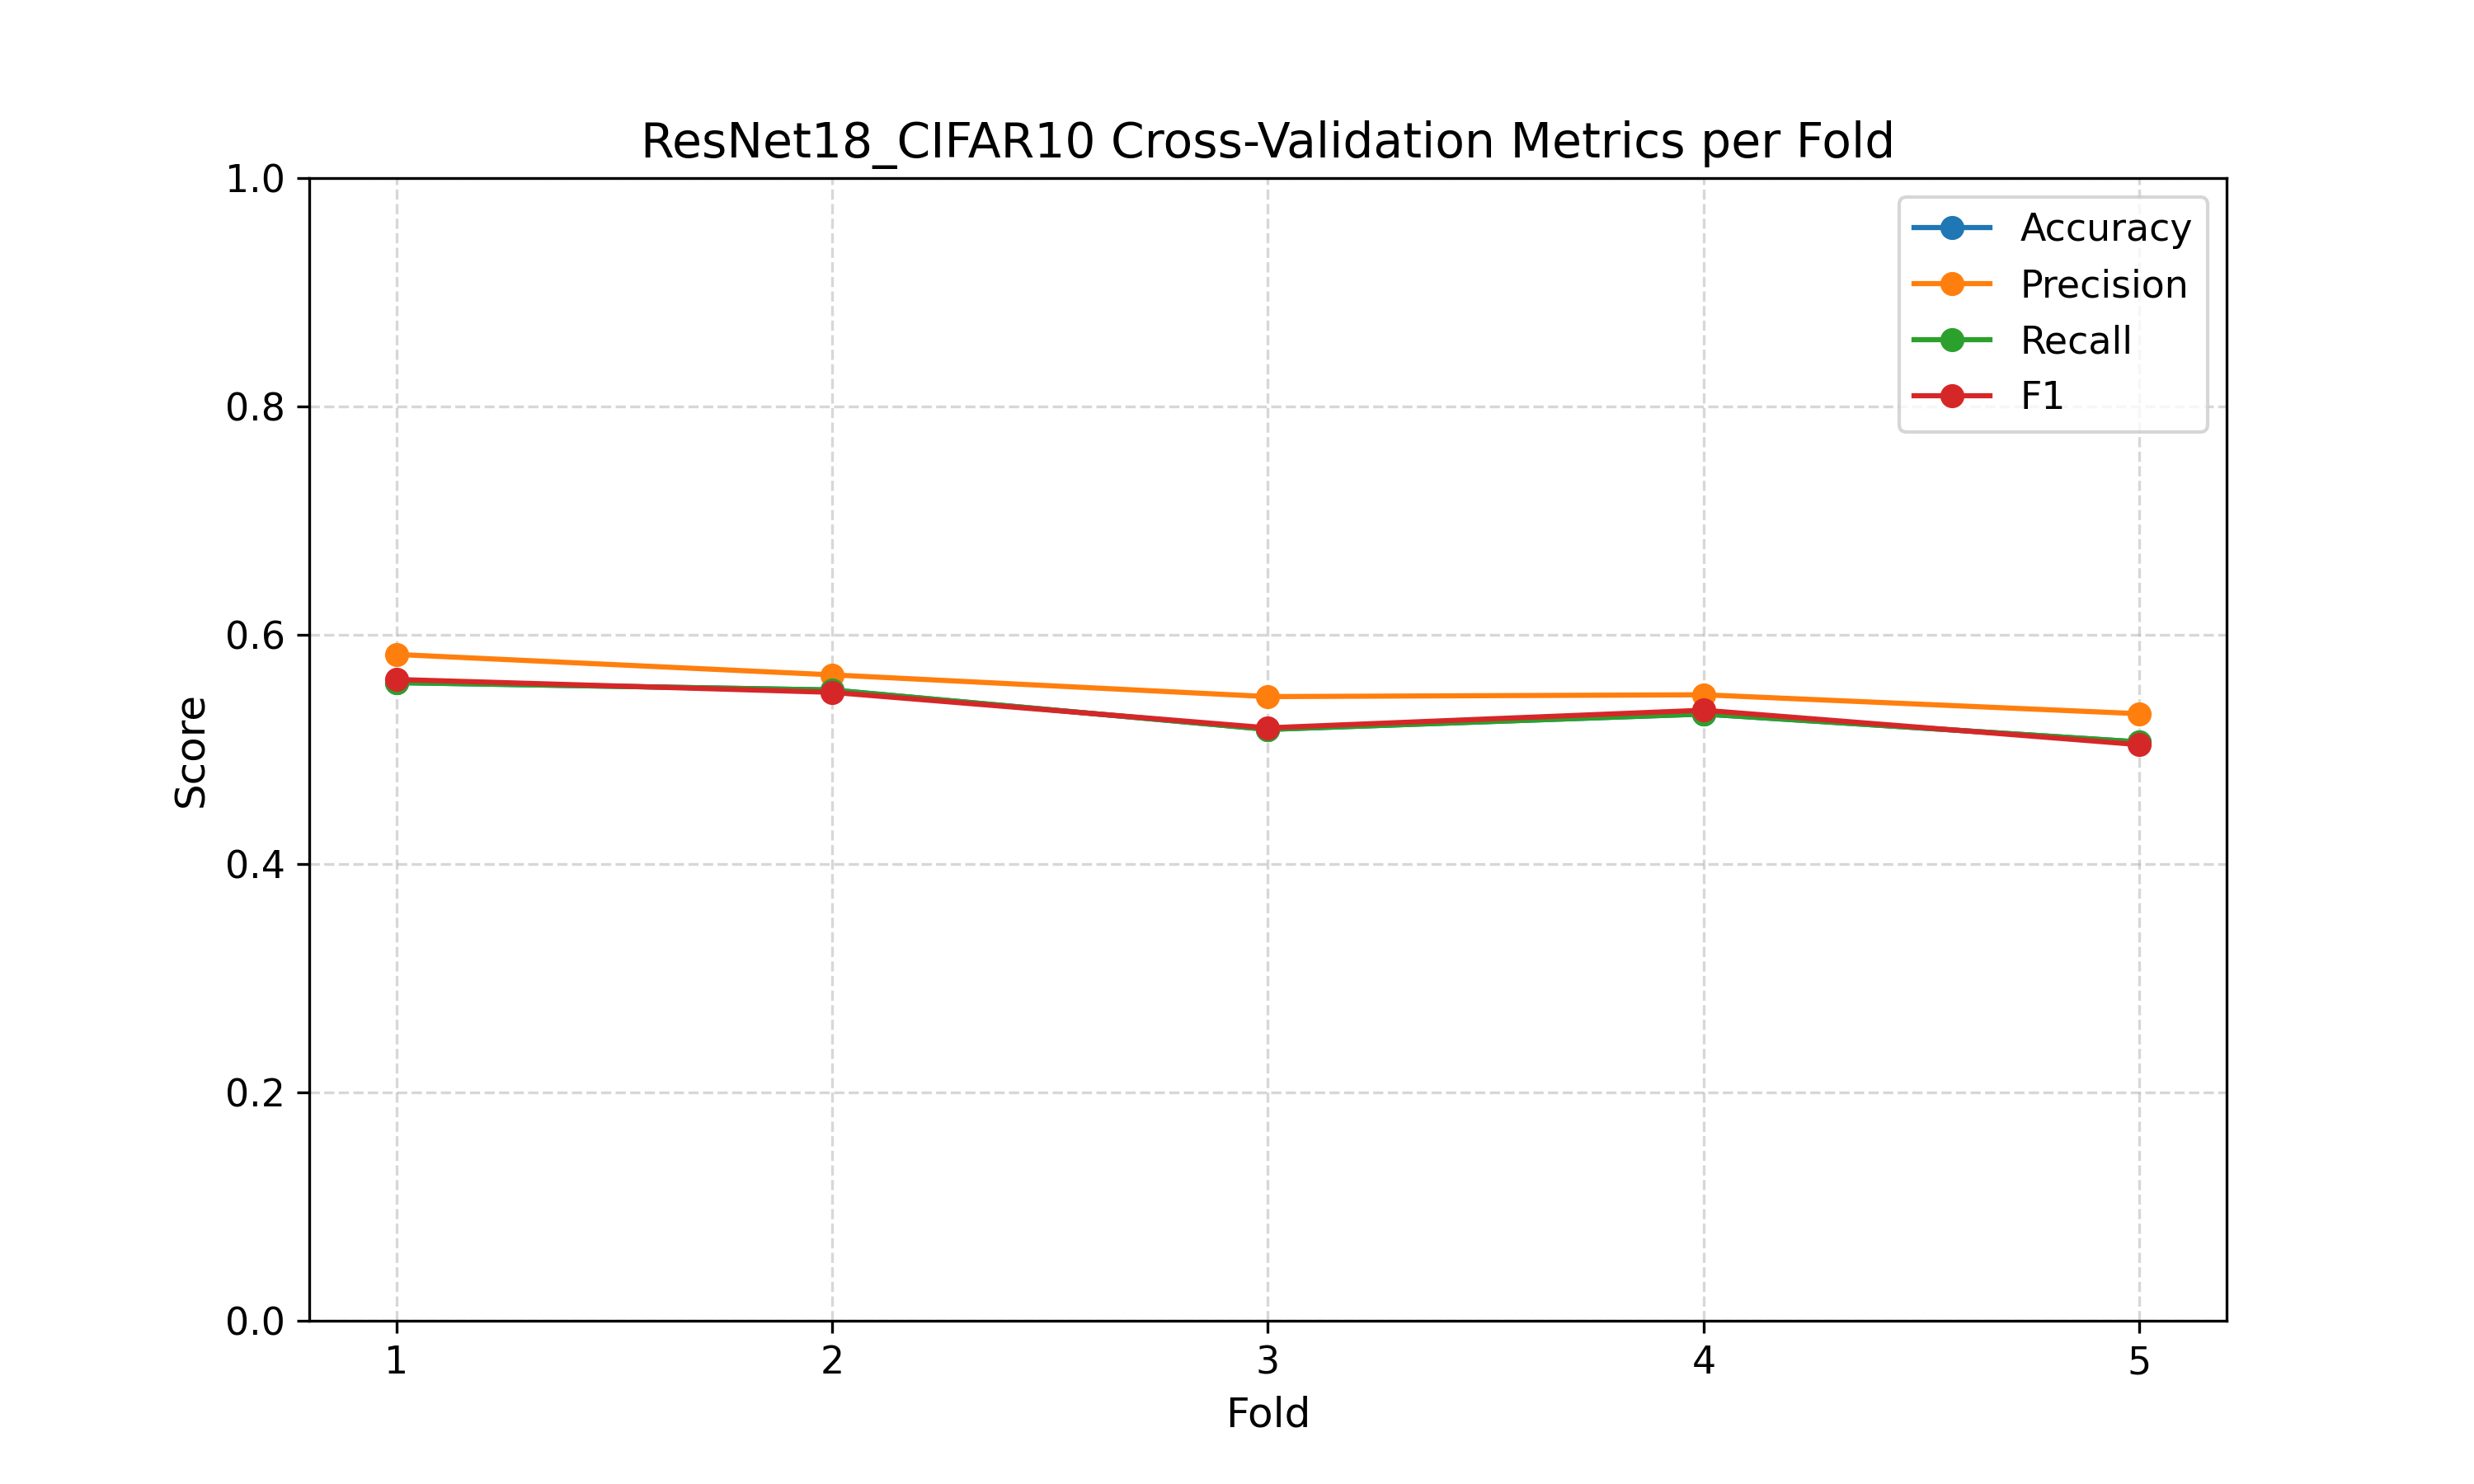 ResNet18_CIFAR10 Cross-Validation Metrics per Fold
1.0
0.8
0.6
0.4
0.2
0.0
Score
Accuracy
Precision
Recall
F1
1 2 3 4 5
Fold